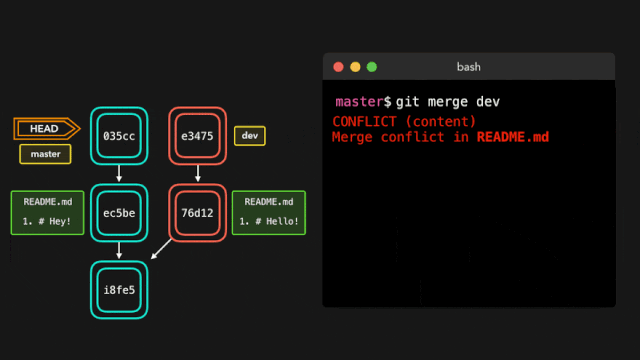 bash
master$ git merge dev
CONFLICT (content)
Merge conflict in README.md
HEAD
master
035cc
e3475
dev
README.md
1. # Hey!
ec5be
76d12
README.md
1. # Hello!
i8fe5